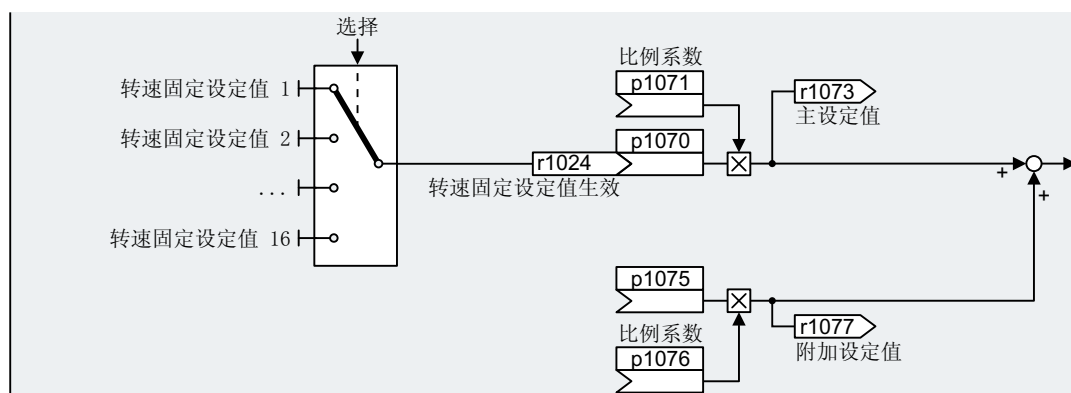 选择
转速固定设定值 1
转速固定设定值 2
...
转速固定设定值 16
r1024
转速固定设定值生效
比例系数
p1071
p1070
r1073
主设定值
+
+
p1075
r1077
附加设定值
比例系数
p1076